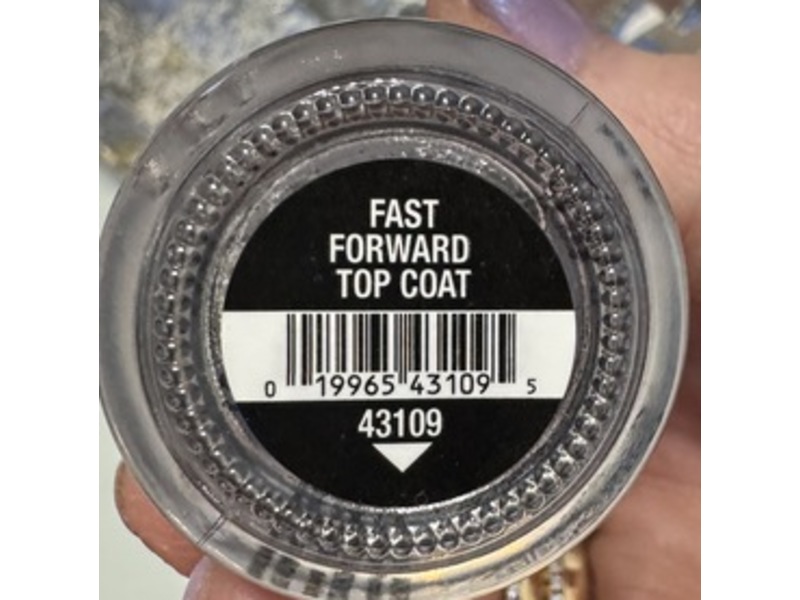 FAST
FORWARD
TOP COAT
0 19965 43109 5
43109